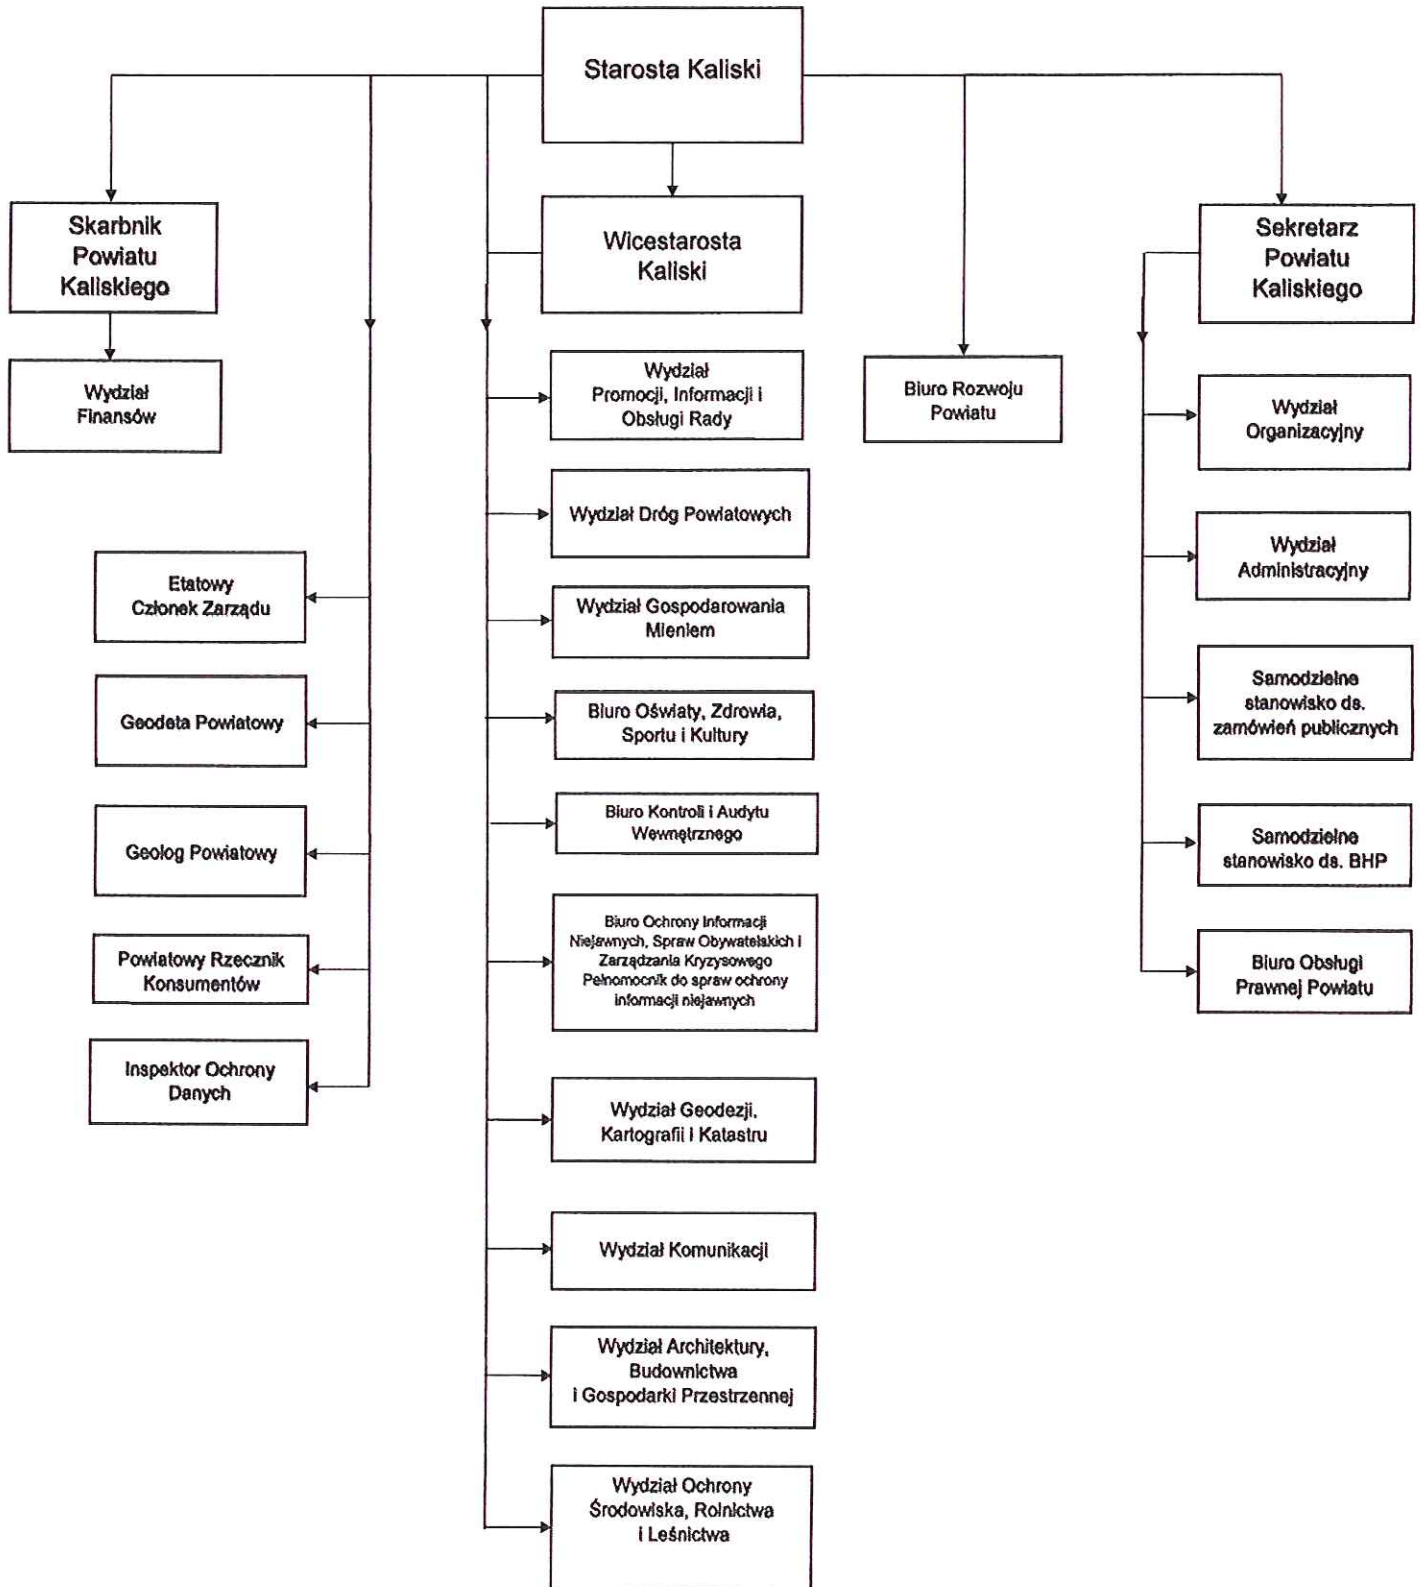 Starosta Kaliski
Skarbnik
Powiatu
Kaliskiego
Wicestarosta
Kaliski
Sekretarz
Powiatu
Kaliskiego
Wydział
Finansów
Wydział
Promocji, Informacji i
Obsługi Rady
Biuro Rozwoju
Powiatu
Wydział
Organizacyjny
Wydział Dróg Powiatowych
Wydział
Administracyjny
Etatowy
Członek Zarządu
Wydział Gospodarowania
Mieniem
Geodeta Powiatowy
Biuro Oświaty, Zdrowia,
Sportu i Kultury
Samodzielne
stanowisko ds.
zamówień publicznych
Geolog Powiatowy
Biuro Kontroli i Audytu
Wewnętrznego
Samodzielne
stanowisko ds. BHP
Powiatowy Rzecznik
Konsumentów
Biuro Ochrony Informacji
Niejawnych, Spraw Obywatelskich i
Zarządzania Kryzysowego
Pełnomocnik do spraw ochrony
informacji niejawnych
Biuro Obsługi
Prawnej Powiatu
Inspektor Ochrony
Danych
Wydział Geodezji,
Kartografii i Katastru
Wydział Komunikacji
Wydział Architektury,
Budownictwa
i Gospodarki Przestrzennej
Wydział Ochrony
Środowiska, Rolnictwa
i Leśnictwa